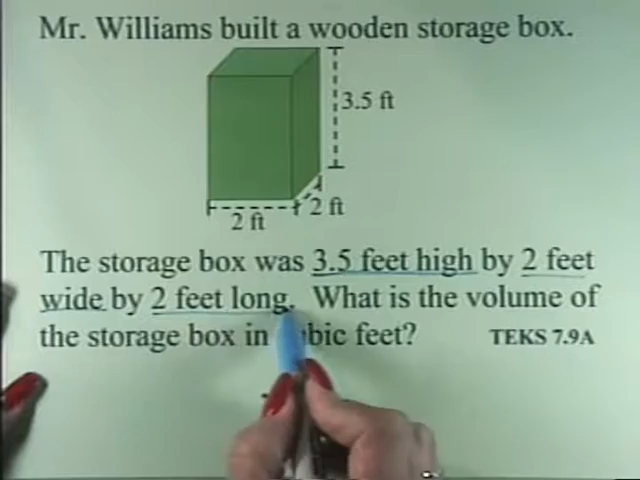 Mr. Williams built a wooden storage box.
3.5 ft
2 ft
2 ft
The storage box was 3.5 feet high by 2 feet
wide by 2 feet long. What is the volume of
the storage box in feet?
TEKS 7.9A